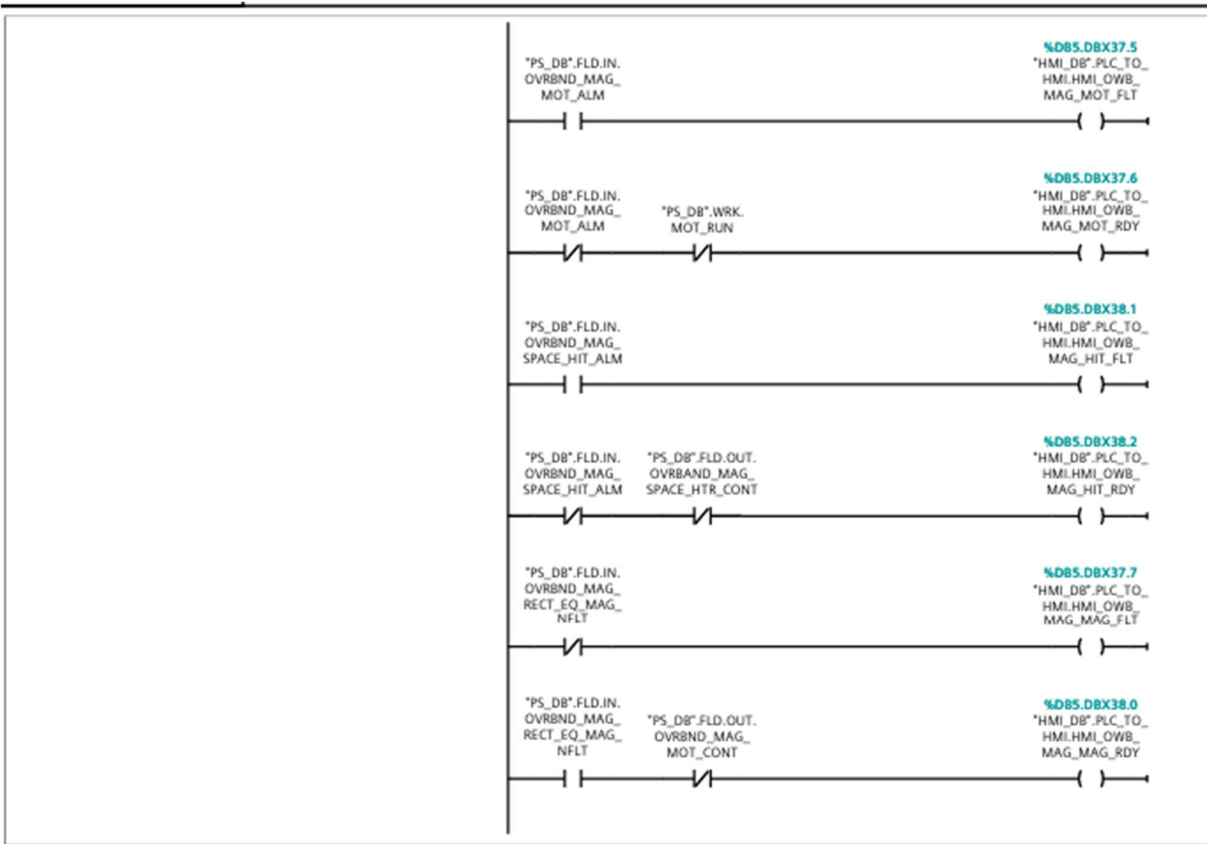 %DB5.DBX37.5
"PS_DB".FLD.IN.
OVRBND_MAG_
MOT_ALM
"HMI_DB".PLC_TO_
HMI.HMI_OWB_
MAG_MOT_FLT
%DB5.DBX37.6
"PS_DB".FLD.IN.
OVRBND_MAG_
MOT_ALM
"PS_DB".WRK.
MOT_RUN
"HMI_DB".PLC_TO_
HMI.HMI_OWB_
MAG_MOT_RDY
%DB5.DBX38.1
"PS_DB".FLD.IN.
OVRBND_MAG_
SPACE_HIT_ALM
"HMI_DB".PLC_TO_
HMI.HMI_OWB_
MAG_HIT_FLT
%DB5.DBX38.2
"PS_DB".FLD.IN.
OVRBND_MAG_
SPACE_HIT_ALM
"PS_DB".FLD.OUT.
OVRBAND_MAG_
SPACE_HTR_CONT
"HMI_DB".PLC_TO_
HMI.HMI_OWB_
MAG_HIT_RDY
"PS_DB".FLD.IN.
OVRBND_MAG_
RECT_EQ_MAG_
NFLT
%DB5.DBX37.7
"HMI_DB".PLC_TO_
HMI.HMI_OWB_
MAG_MAG_FLT
"PS_DB".FLD.IN.
OVRBND_MAG_
RECT_EQ_MAG_
NFLT
"PS_DB".FLD.OUT.
OVRBND_MAG_
MOT_CONT
%DB5.DBX38.0
"HMI_DB".PLC_TO_
HMI.HMI_OWB_
MAG_MAG_RDY